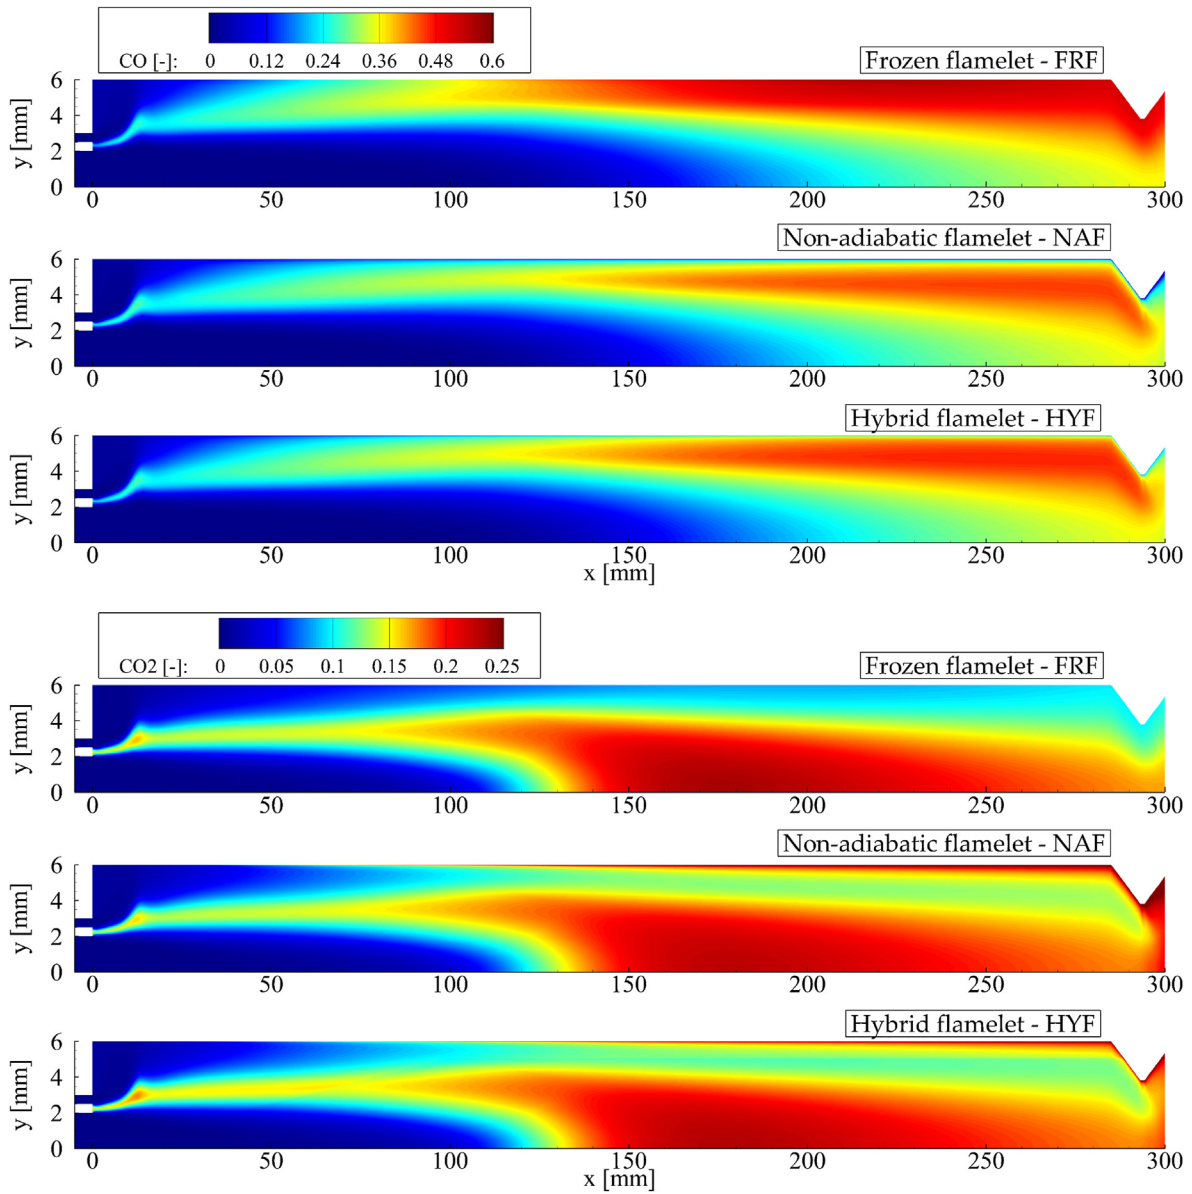 CO [-]: 0 0.12 0.24 0.36 0.48 0.6
Frozen flamelet - FRF
y [mm]
6
4
2
0
0 50 100 150 200 250 300
Non-adiabatic flamelet - NAF
y [mm]
6
4
2
0
0 50 100 150 200 250 300
Hybrid flamelet - HYF
y [mm]
6
4
2
0
0 50 100 150 200 250 300
x [mm]
CO2 [-]: 0 0.05 0.1 0.15 0.2 0.25
Frozen flamelet - FRF
y [mm]
6
4
2
0
0 50 100 150 200 250 300
Non-adiabatic flamelet - NAF
y [mm]
6
4
2
0
0 50 100 150 200 250 300
Hybrid flamelet - HYF
y [mm]
6
4
2
0
0 50 100 150 200 250 300
x [mm]